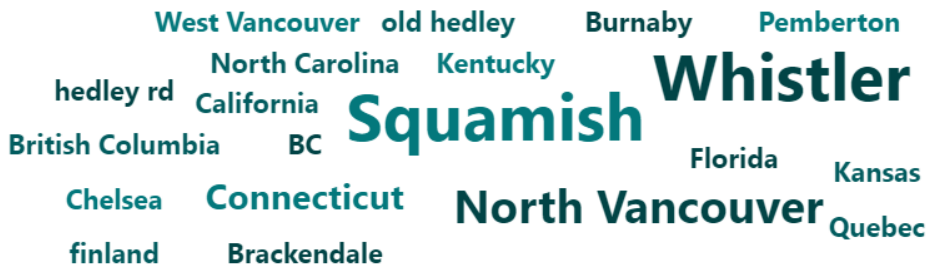 West Vancouver old hedley Burnaby Pemberton
North Carolina Kentucky Whistler
hedley rd California Squamish
British Columbia BC Florida Kansas
Chelsea Connecticut North Vancouver Quebec
finland Brackendale